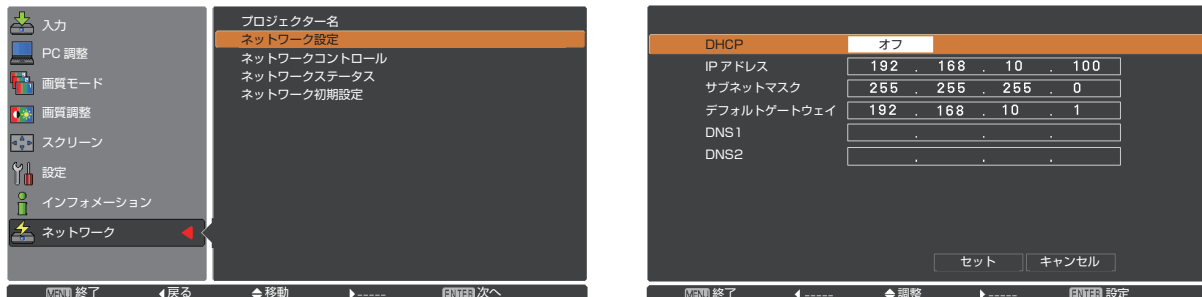 入力
PC 調整
画質モード
画質調整
スクリーン
設定
インフォメーション
ネットワーク
プロジェクター名
ネットワーク設定
ネットワークコントロール
ネットワークステータス
ネットワーク初期設定
MENU 終了 戻る 移動 ----- ENTER 次へ
DHCP オフ
IP アドレス 192 . 168 . 10 . 100
サブネットマスク 255 . 255 . 255 . 0
デフォルトゲートウェイ 192 . 168 . 10 . 1
DNS1 . . .
DNS2 . . .
セット キャンセル
MENU 終了 ----- 調整 ----- ENTER 設定